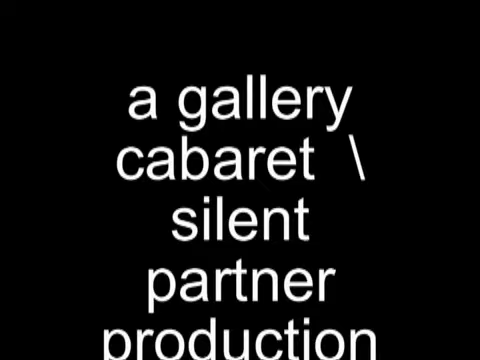 a gallery
cabaret \
silent
partner
production